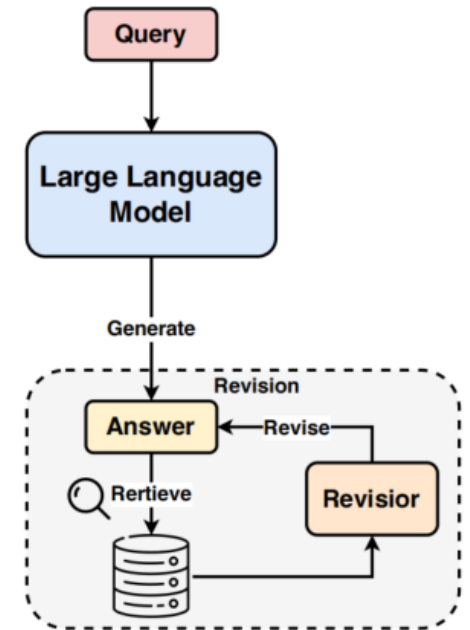 Query
Large Language
Model
Generate
Revision
Answer
Revise
Rertieve
Revisior